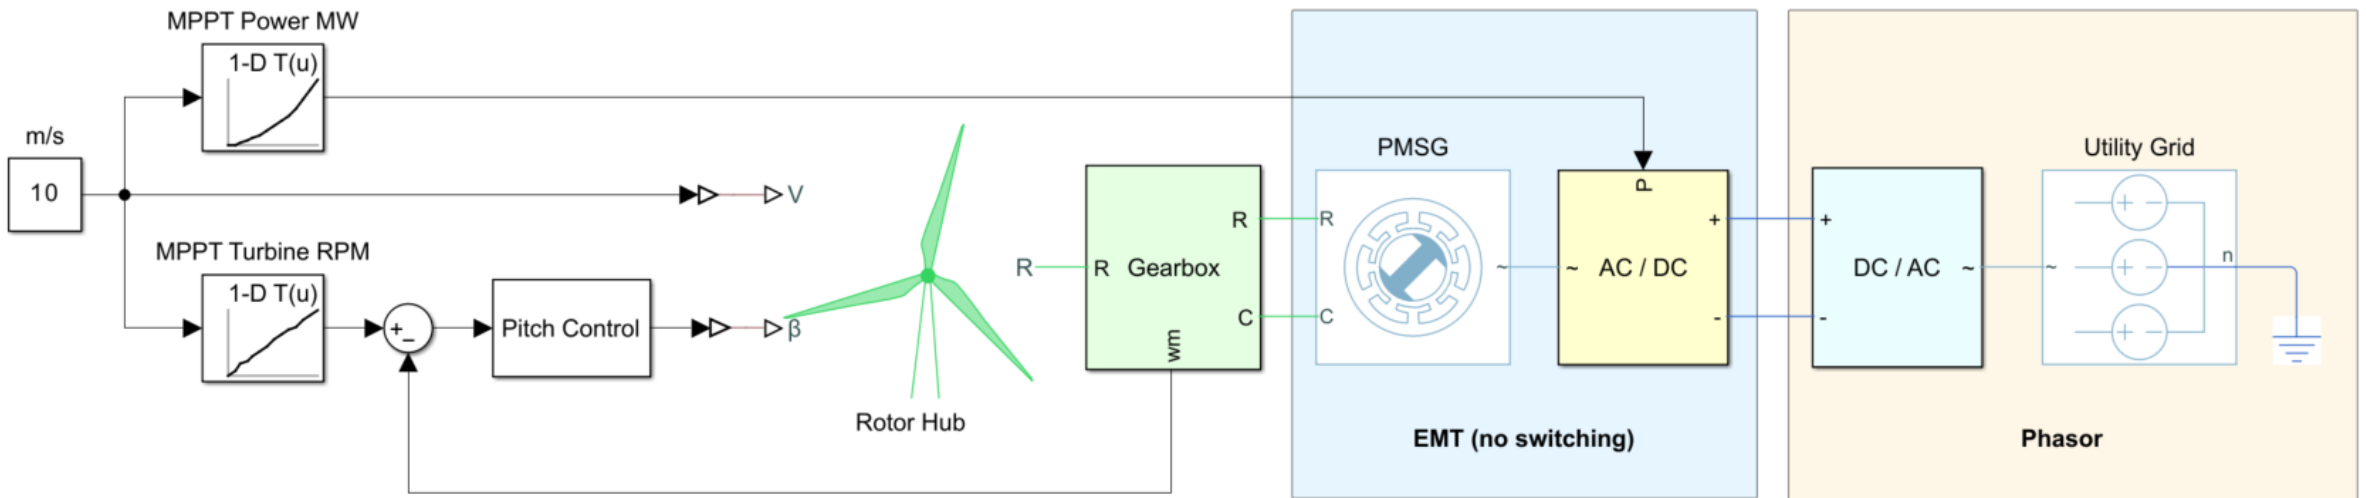 MPPT Power MW
1-D T(u)
m/s
10
V
MPPT Turbine RPM
1-D T(u)
+
−
Pitch Control
β
Rotor Hub
R
R Gearbox
R
C
wm
PMSG
R
C
~
P
~ AC / DC
+
-
EMT (no switching)
+
-
DC / AC ~
Utility Grid
~
+ −
+ −
+ −
n
Phasor